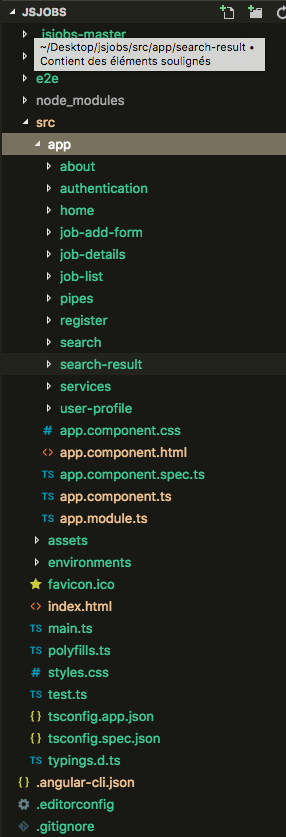 JSJOBS
_jsjobs-master
~/Desktop/jsjobs/src/app/search-result •
Contient des éléments soulignés
e2e
node_modules
src
app
about
authentication
home
job-add-form
job-details
job-list
pipes
register
search
search-result
services
user-profile
# app.component.css
<> app.component.html
TS app.component.spec.ts
TS app.component.ts
TS app.module.ts
assets
environments
favicon.ico
<> index.html
TS main.ts
TS polyfills.ts
# styles.css
TS test.ts
{} tsconfig.app.json
{} tsconfig.spec.json
TS typings.d.ts
{} .angular-cli.json
.editorconfig
.gitignore